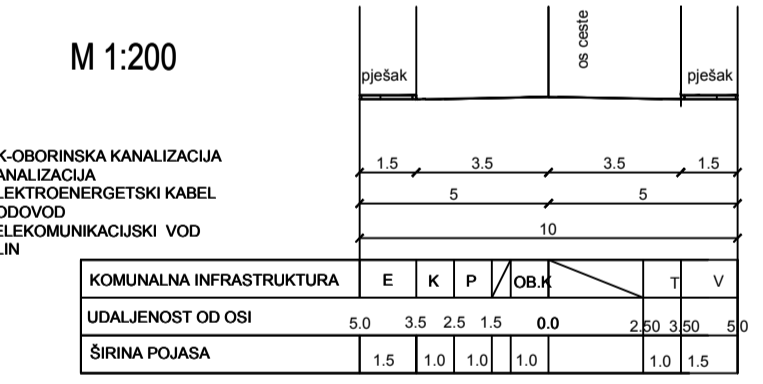 M 1:200
pješak
os ceste
pješak
K-OBORINSKA KANALIZACIJA
ANALIZACIJA
LEKTROENERGETSKI KABEL
ODOVOD
ELEKOMUNIKACIJSKI VOD
LIN
1.5 3.5 3.5 1.5
5 5
10
KOMUNALNA INFRASTRUKTURA E K P OB.K T V
UDALJENOST OD OSI 5.0 3.5 2.5 1.5 0.0 2.50 3.50 5.0
ŠIRINA POJASA 1.5 1.0 1.0 1.0 1.0 1.5